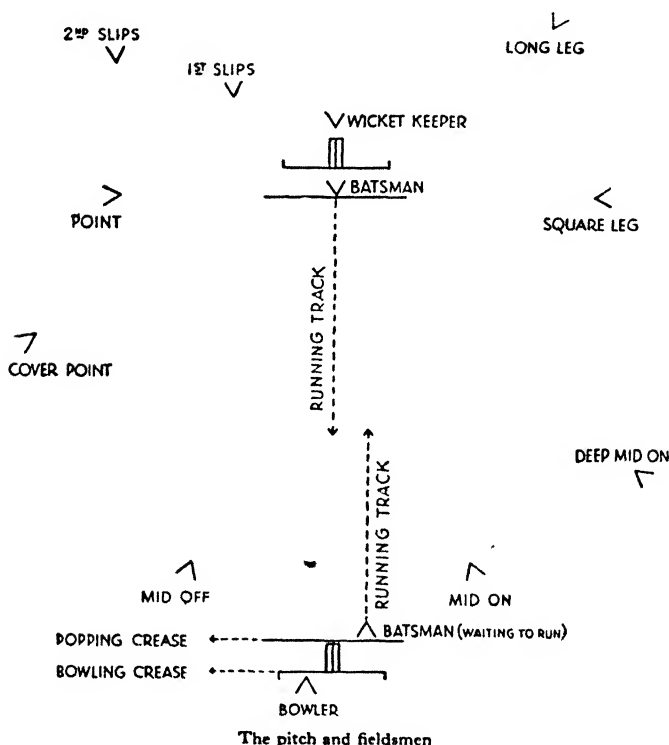 2ND SLIPS
1ST SLIPS
LONG LEG
WICKET KEEPER
BATSMAN
POINT
SQUARE LEG
RUNNING TRACK
COVER POINT
DEEP MID ON
RUNNING TRACK
MID OFF
MID ON
BATSMAN (WAITING TO RUN)
POPPING CREASE
BOWLING CREASE
BOWLER
The pitch and fieldsmen